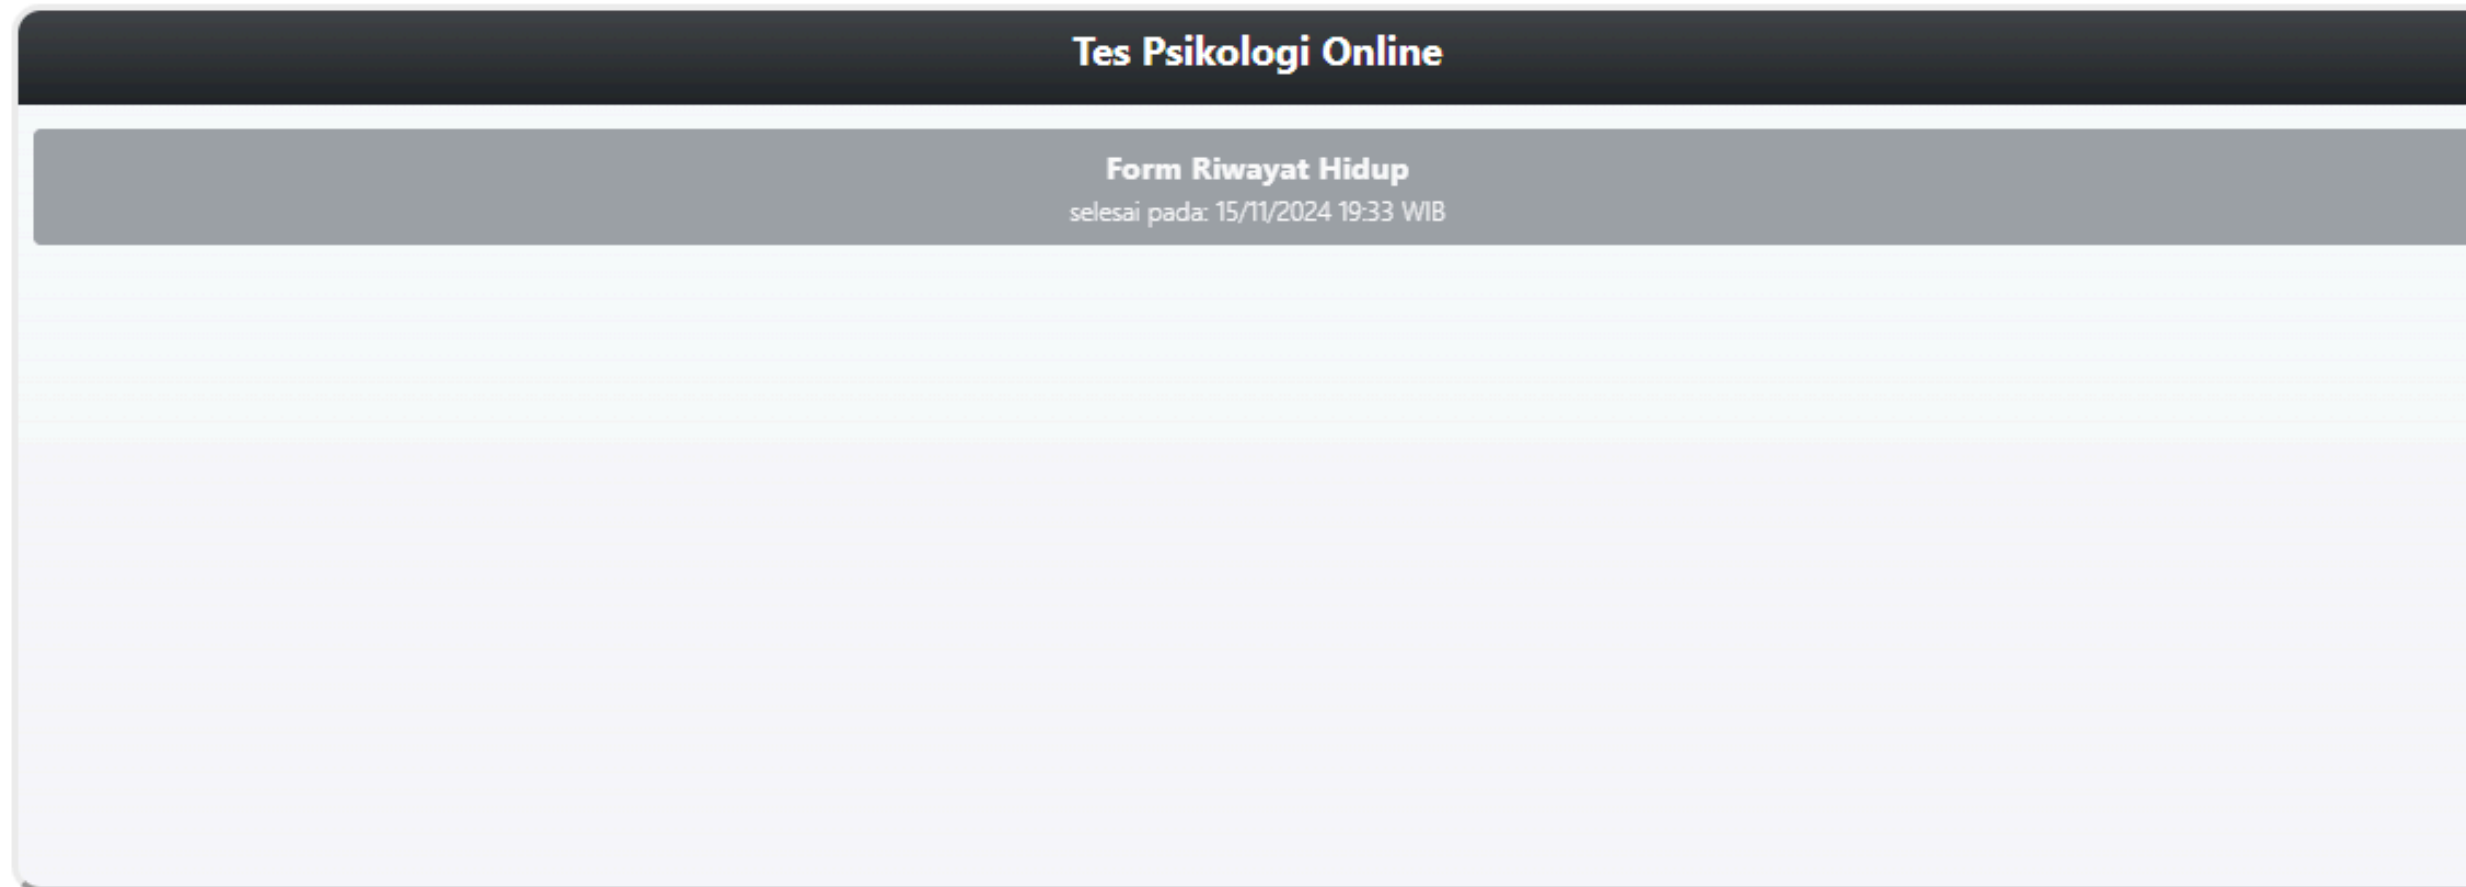 Tes Psikologi Online
Form Riwayat Hidup
selesai pada: 15/11/2024 19:33 WIB